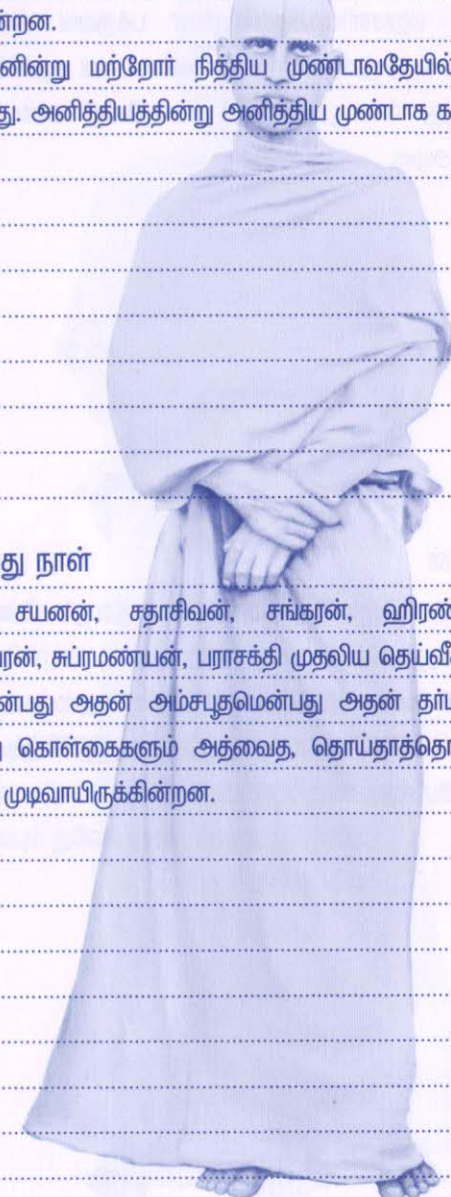 ன்றன.
னின்று மற்றோர் நித்திய முண்டாவதேயில்
து. அனித்தியத்தின்று அனித்திய முண்டாக க
து நாள்
சயனன், சதாசிவன், சங்கரன், ஹிரண்
ரன், சுப்ரமண்யன், பராசக்தி முதலிய தெய்வீ
ன்பது அதன் அம்சபூதமென்பது அதன் தர்ம
கொள்கைகளும் அத்வைத, தொய்தாத்தொ
முடிவாயிருக்கின்றன.